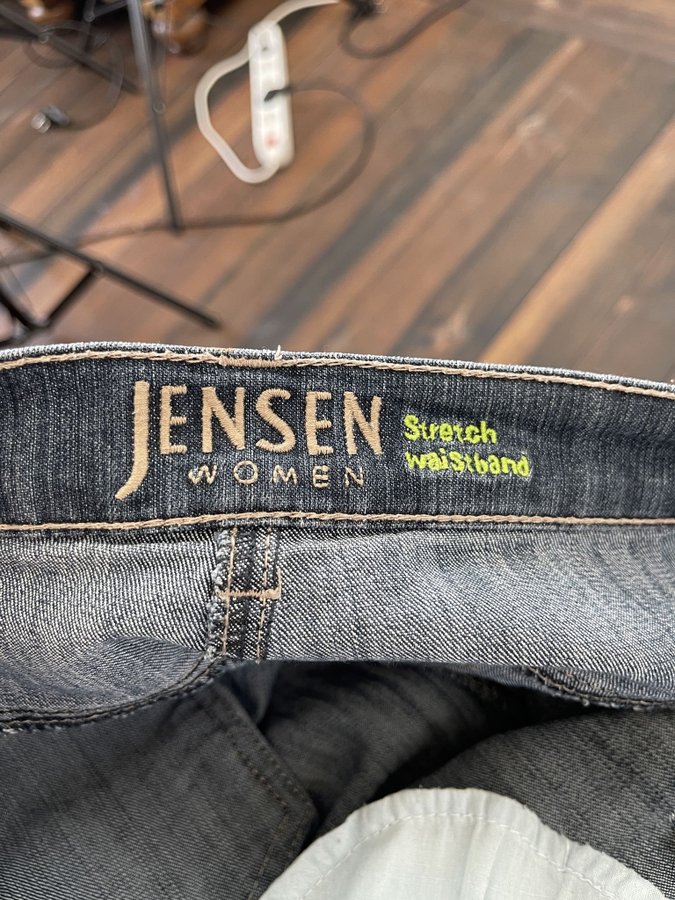 JENSEN
WOMEN
Stretch
waistband